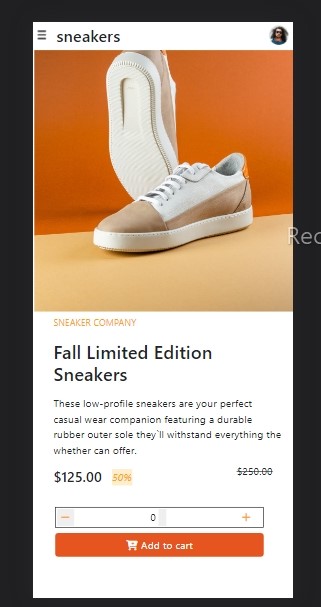 sneakers
SNEAKER COMPANY
Fall Limited Edition
Sneakers
These low-profile sneakers are your perfect
casual wear companion featuring a durable
rubber outer sole they`ll withstand everything the
whether can offer.
$125.00 50% $250.00
− 0 +
Add to cart